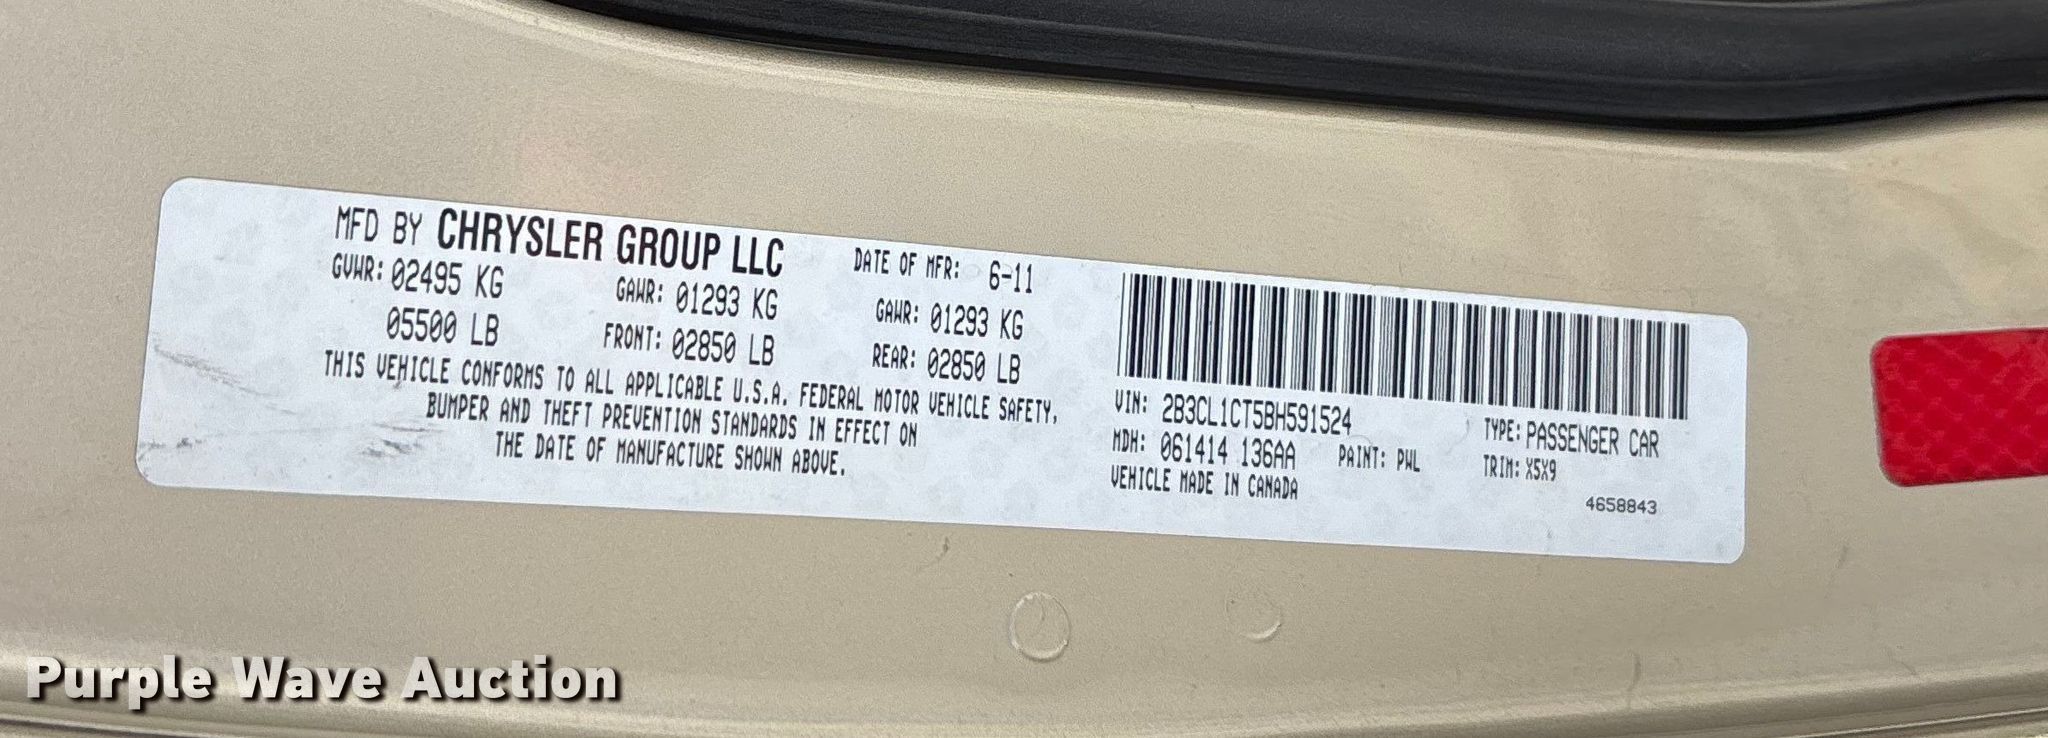 MFD BY CHRYSLER GROUP LLC
DATE OF MFR: 6-11
GVWR: 02495 KG
GAWR: 01293 KG
GAWR: 01293 KG
05500 LB
FRONT: 02850 LB
REAR: 02850 LB
THIS VEHICLE CONFORMS TO ALL APPLICABLE U.S.A. FEDERAL MOTOR VEHICLE SAFETY,
BUMPER AND THEFT PREVENTION STANDARDS IN EFFECT ON
THE DATE OF MANUFACTURE SHOWN ABOVE.
VIN: 2B3CL1CT5BH591524
TYPE: PASSENGER CAR
MDH: 061414 136AA
PAINT: PWL
TRIM: X5X9
VEHICLE MADE IN CANADA
4658843
Purple Wave Auction